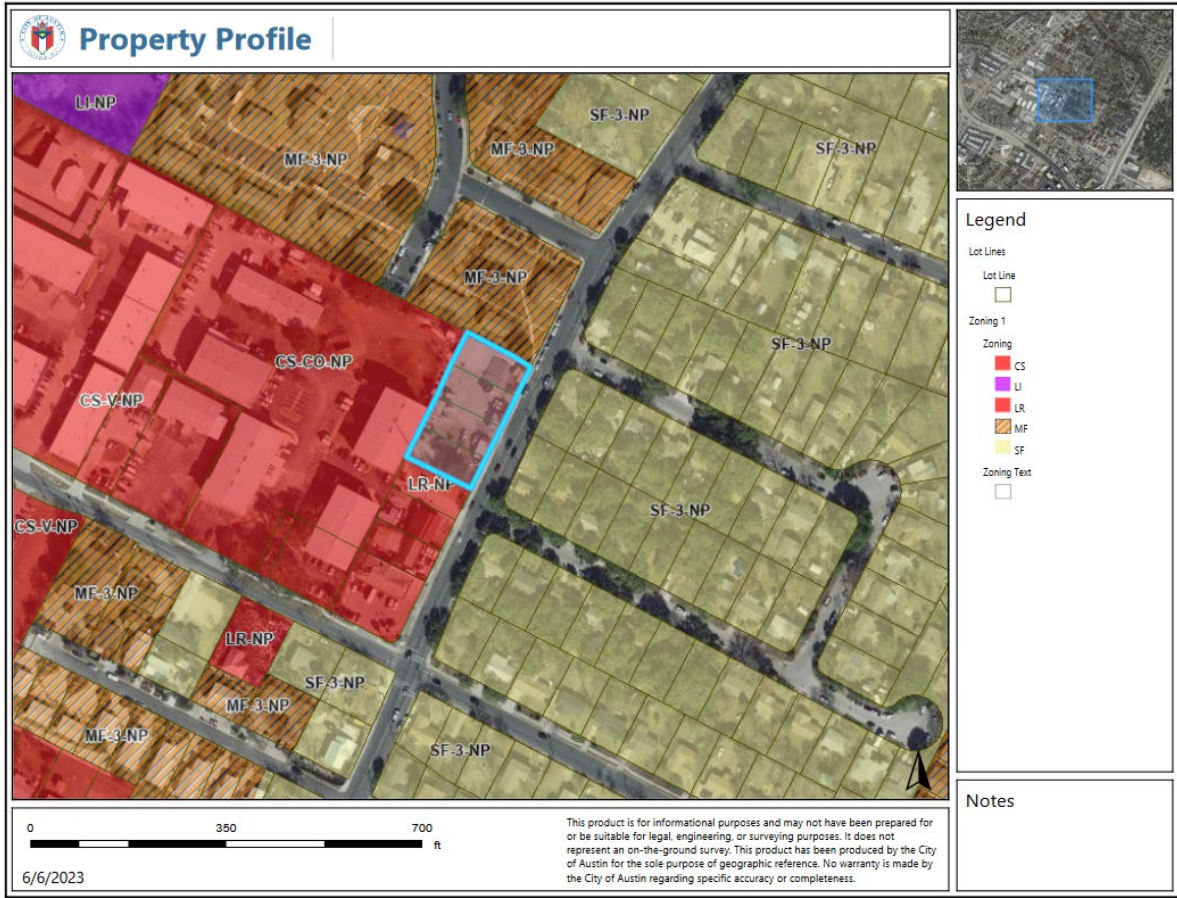 Property Profile
LI-NP
MF-3-NP
MF-3-NP
SF-3-NP
SF-3-NP
MF-3-NP
SF-3-NP
CS-CO-NP
CS-V-NP
LR-NP
SF-3-NP
CS-V-NP
MF-3-NP
LR-NP
SF-3-NP
MF-3-NP
MF-3-NP
SF-3-NP
Legend
Lot Lines
Lot Line
Zoning 1
Zoning
CS
LI
LR
MF
SF
Zoning Text
Notes
0 350 700
ft
6/6/2023
This product is for informational purposes and may not have been prepared for
or be suitable for legal, engineering, or surveying purposes. It does not
represent an on-the-ground survey. This product has been produced by the City
of Austin for the sole purpose of geographic reference. No warranty is made by
the City of Austin regarding specific accuracy or completeness.